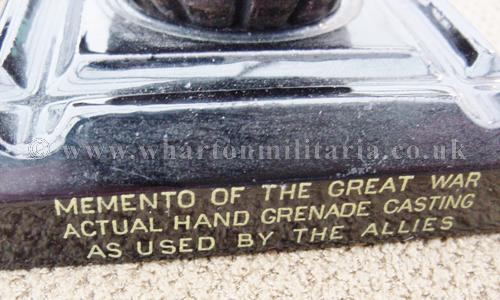 © www.whartonmilitaria.co.uk
MEMENTO OF THE GREAT WAR
ACTUAL HAND GRENADE CASTING
AS USED BY THE ALLIES